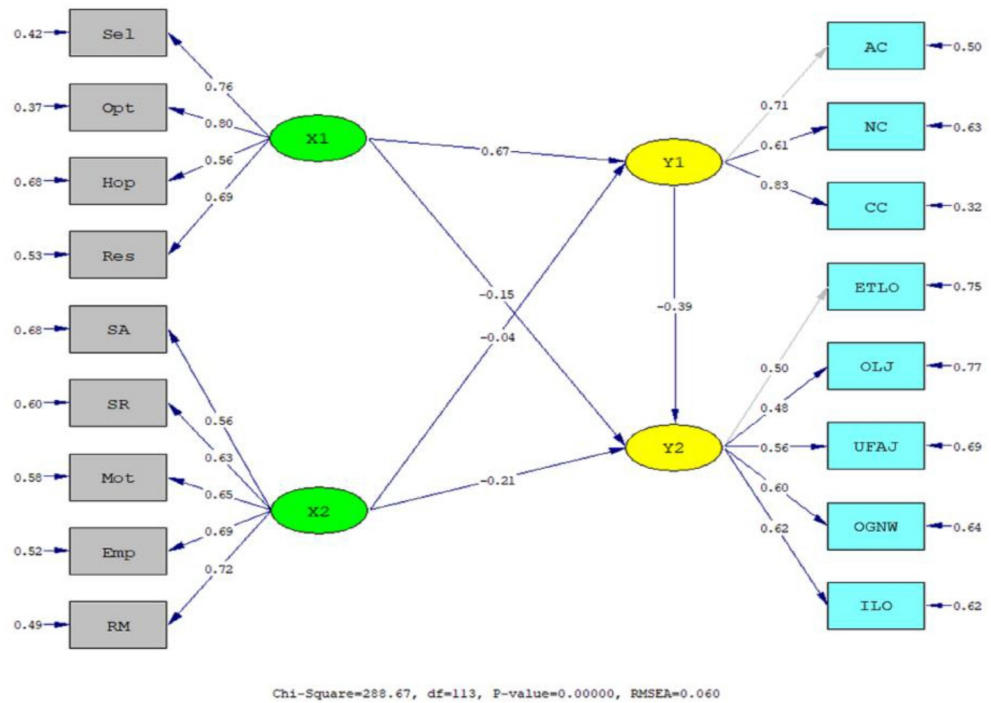 0.42 Sel
0.37 Opt
0.68 Hop
0.53 Res
0.68 SA
0.60 SR
0.58 Mot
0.52 Emp
0.49 RM
0.76
0.80
0.56
0.69
0.56
0.63
0.65
0.69
0.72
X1
X2
0.67
-0.15
-0.04
-0.21
Y1
-0.39
Y2
0.71
0.61
0.83
0.50
0.48
0.56
0.60
0.62
AC 0.50
NC 0.63
CC 0.32
ETLO 0.75
OLJ 0.77
UFAJ 0.69
OGNW 0.64
ILO 0.62
Chi-Square=288.67, df=113, P-value=0.00000, RMSEA=0.060